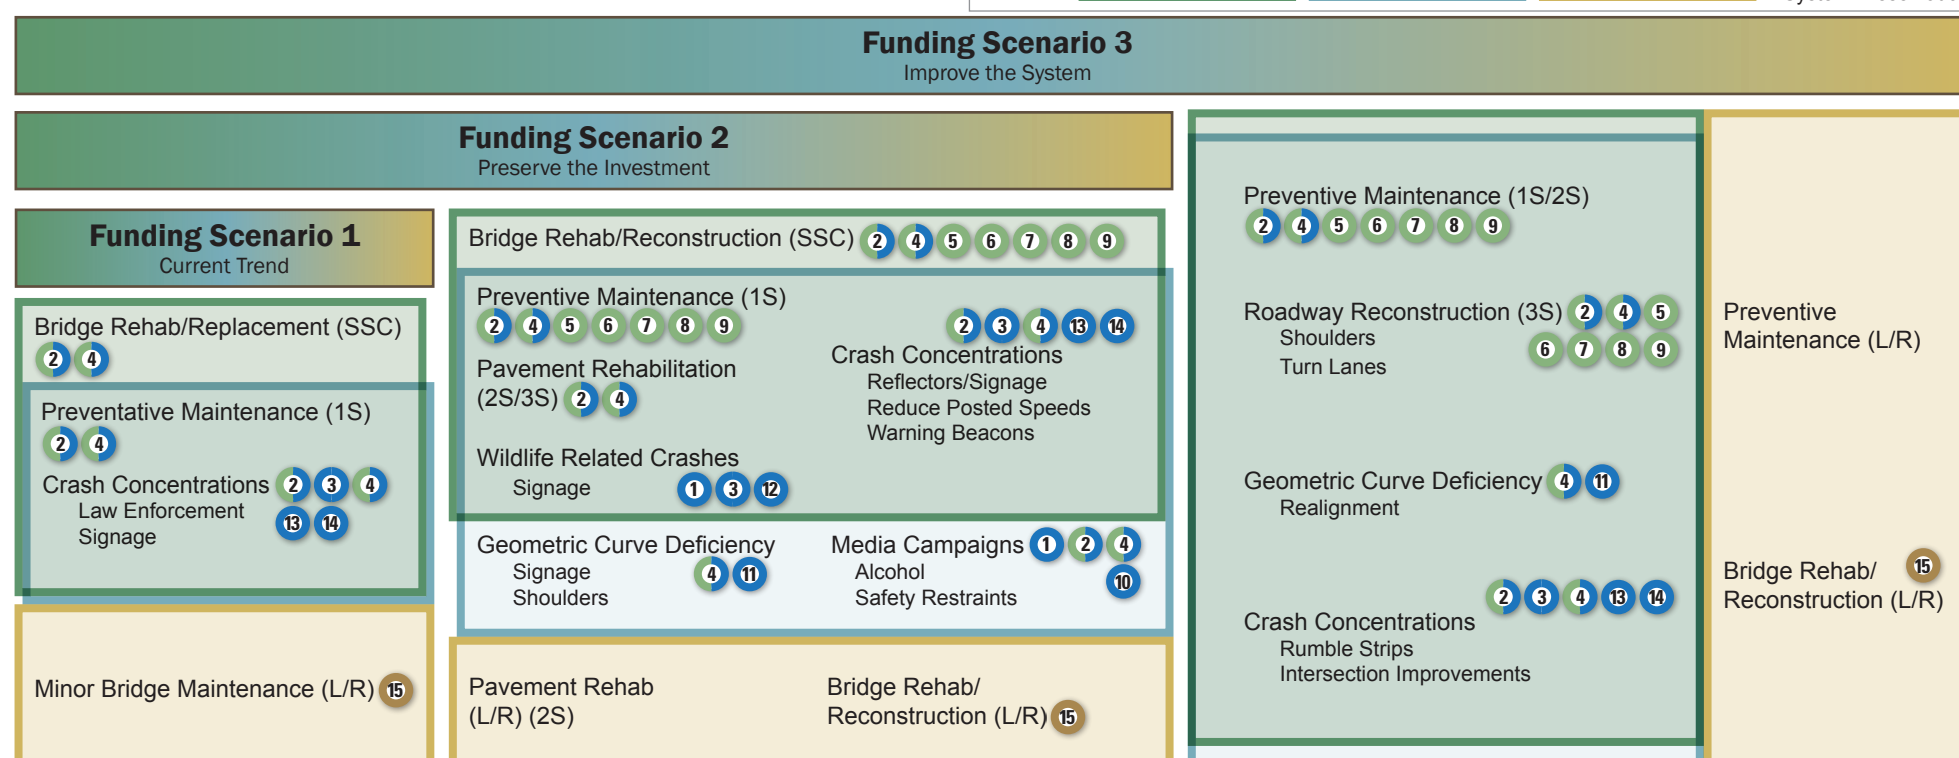 Funding Scenario 3
Improve the System
Funding Scenario 2
Preserve the Investment
Funding Scenario 1
Current Trend
Bridge Rehab/Replacement (SSC)
2 4
Preventative Maintenance (1S)
2 4
Crash Concentrations 2 3 4
Law Enforcement 13 14
Signage
Minor Bridge Maintenance (L/R) 15
Bridge Rehab/Reconstruction (SSC) 2 4 5 6 7 8 9
Preventive Maintenance (1S)
2 4 5 6 7 8 9
Pavement Rehabilitation
(2S/3S) 2 4
Wildlife Related Crashes
Signage 1 3 12
2 3 4 13 14
Crash Concentrations
Reflectors/Signage
Reduce Posted Speeds
Warning Beacons
Geometric Curve Deficiency
Signage 4 11
Shoulders
Media Campaigns 1 2 4
Alcohol 10
Safety Restraints
Pavement Rehab
(L/R) (2S)
Bridge Rehab/
Reconstruction (L/R) 15
Preventive Maintenance (1S/2S)
2 4 5 6 7 8 9
Roadway Reconstruction (3S) 2 4 5
Shoulders 6 7 8 9
Turn Lanes
Geometric Curve Deficiency 4 11
Realignment
2 3 4 13 14
Crash Concentrations
Rumble Strips
Intersection Improvements
Preventive
Maintenance (L/R)
Bridge Rehab/ 15
Reconstruction (L/R)